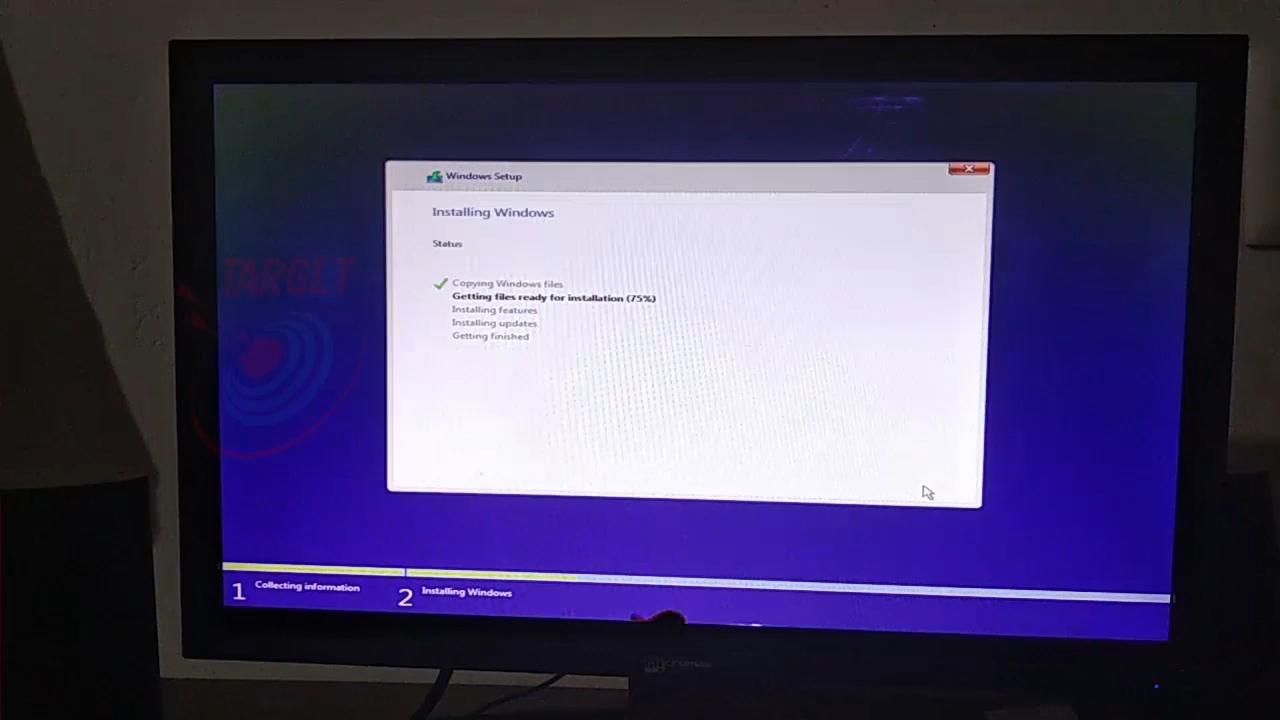 Windows Setup
Installing Windows
Status
Copying Windows files
Getting files ready for installation (75%)
Installing features
Installing updates
Getting finished
TARGET
1 Collecting information
2 Installing Windows